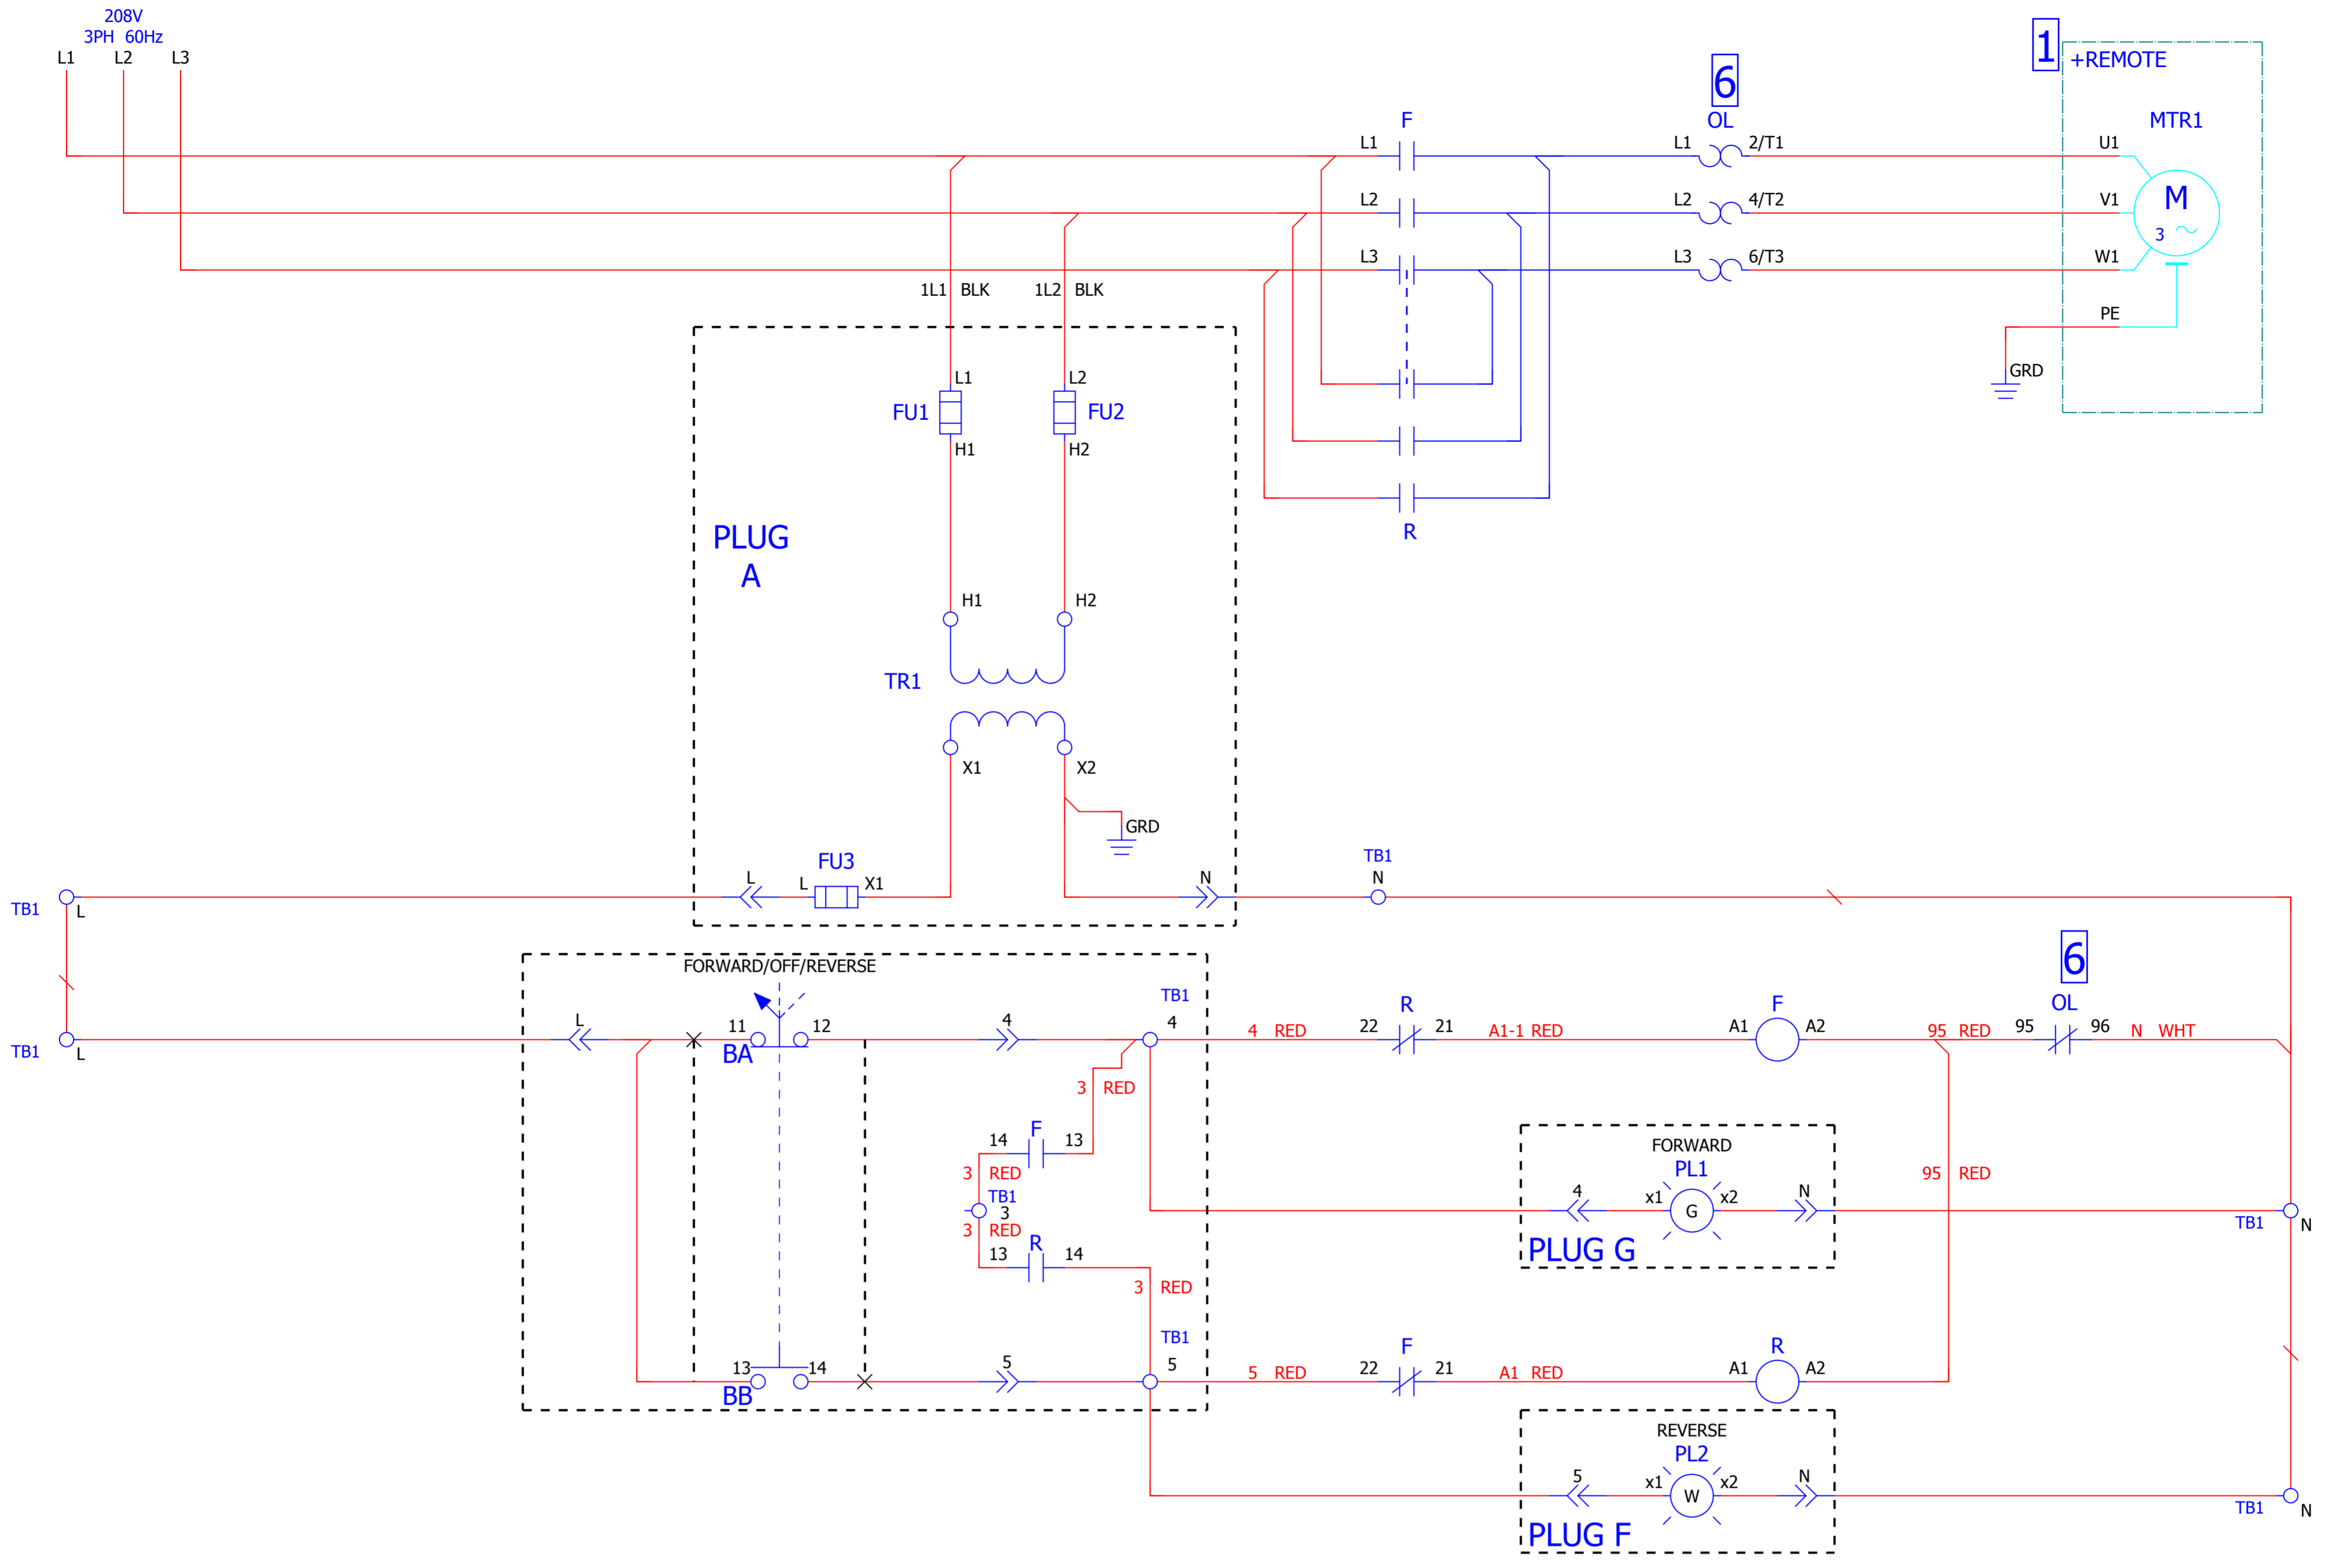 208V
3PH 60Hz
L1 L2 L3
1
+REMOTE
6
F
OL
MTR1
L1
L1
2/T1
U1
L2
L2
4/T2
V1
M
3
L3
L3
6/T3
W1
1L1 BLK
1L2 BLK
PE
GRD
L1
L2
FU1
FU2
H1
H2
R
PLUG
A
H1
H2
TR1
X1
X2
GRD
FU3
L
L
X1
N
TB1
N
TB1
L
FORWARD/OFF/REVERSE
6
L
11
12
BA
4
TB1
4
4 RED
R
22
21
A1-1 RED
F
A1
A2
95 RED
OL
95
96
N WHT
TB1
L
3 RED
F
14
13
3 RED
TB1
3
3 RED
R
13
14
3 RED
FORWARD
PL1
4
x1
G
x2
N
PLUG G
95 RED
TB1
N
13
14
BB
5
TB1
5
5 RED
F
22
21
A1 RED
R
A1
A2
REVERSE
PL2
5
x1
W
x2
N
PLUG F
TB1
N